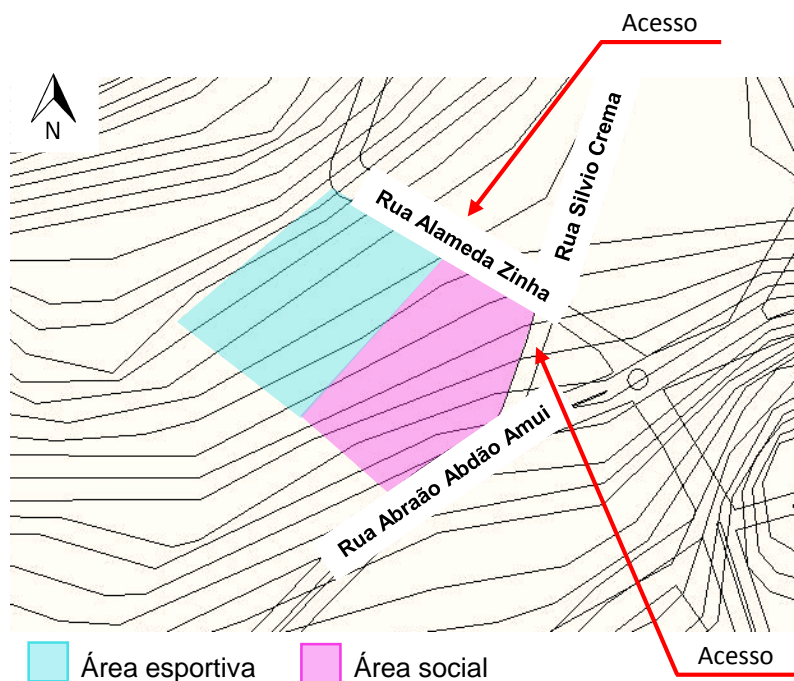 Acesso
N
Rua Alameda Zinha
Rua Silvio Crema
Rua Abraão Abdão Amui
Acesso
Área esportiva
Área social